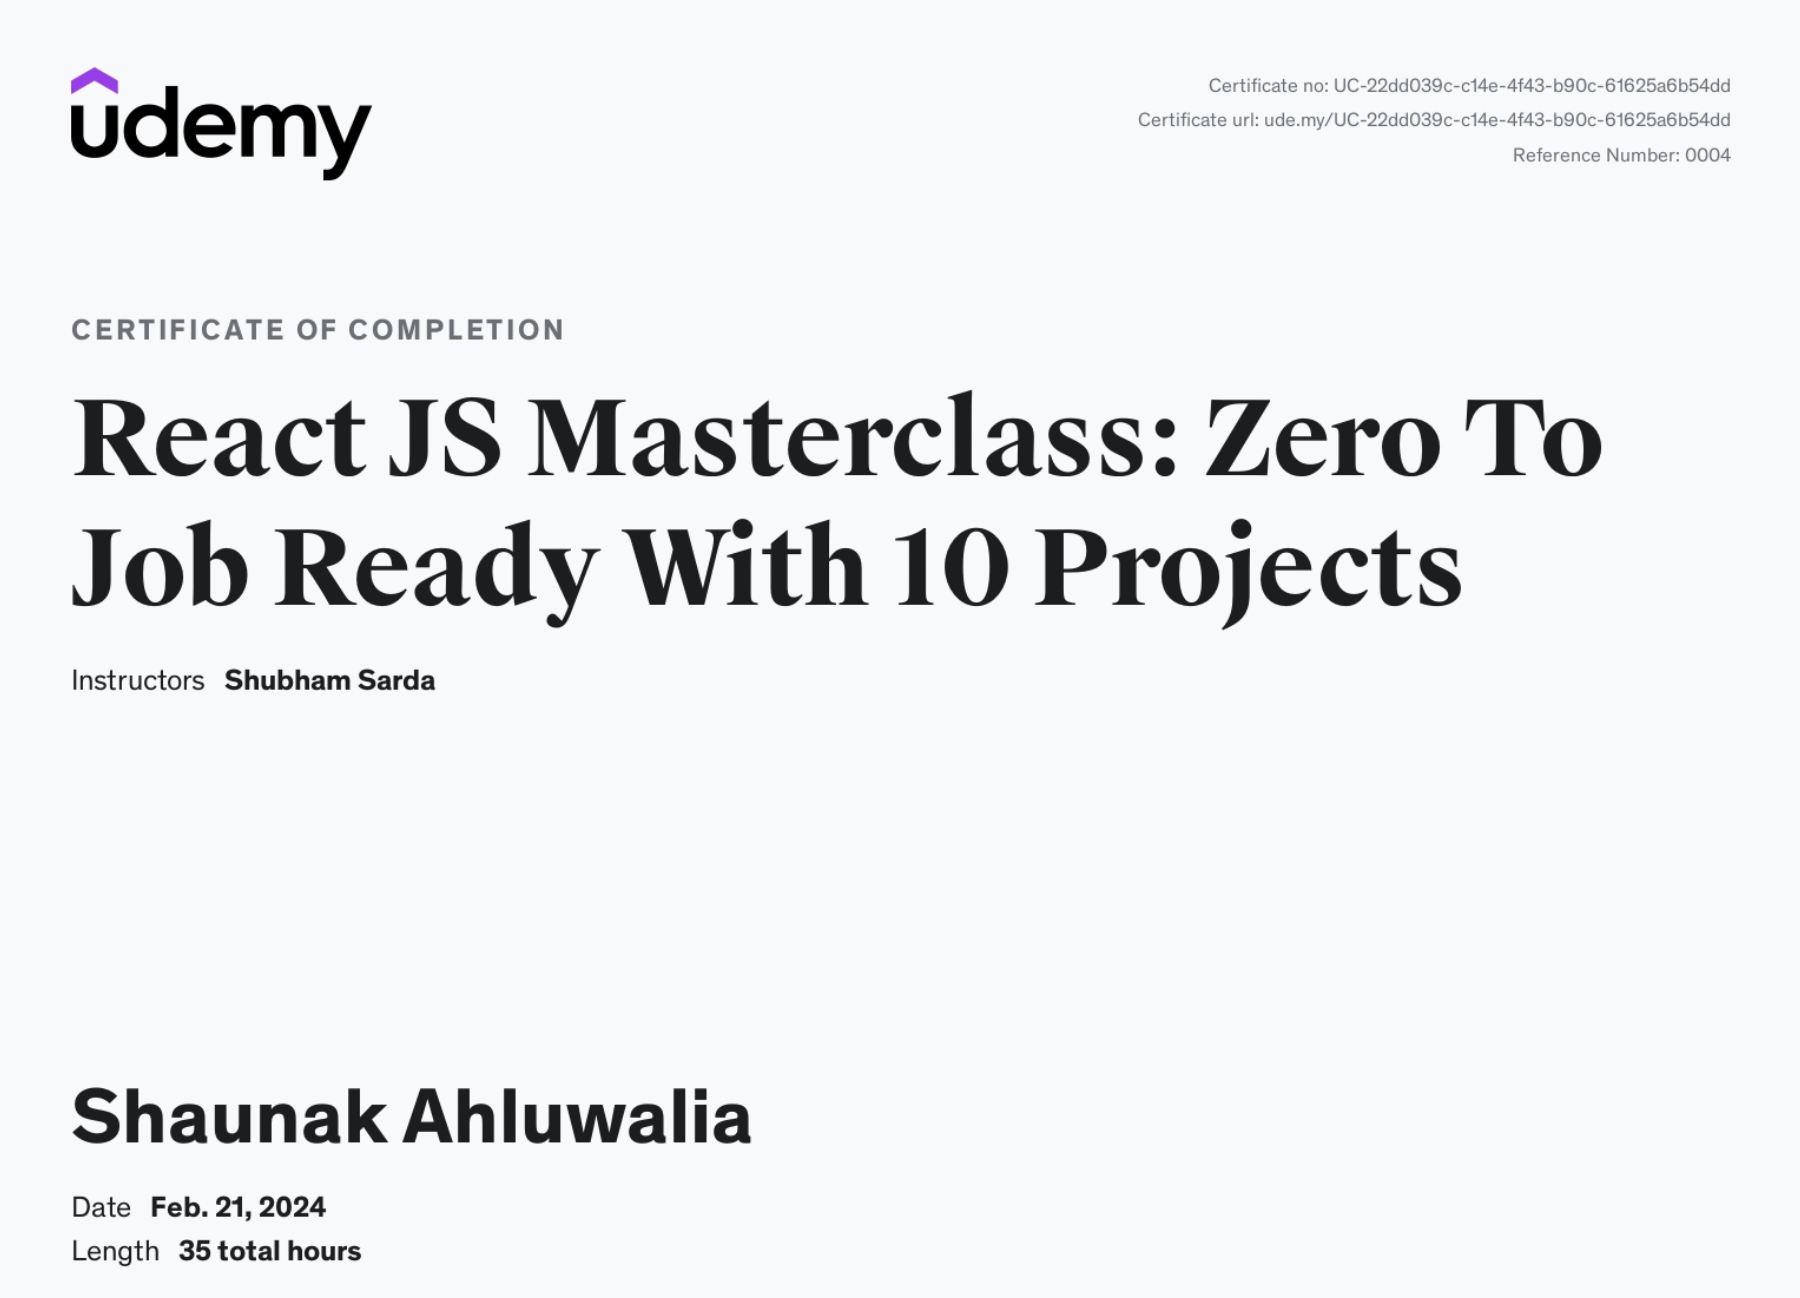 udemy
Certificate no: UC-22dd039c-c14e-4f43-b90c-61625a6b54dd
Certificate url: ude.my/UC-22dd039c-c14e-4f43-b90c-61625a6b54dd
Reference Number: 0004
CERTIFICATE OF COMPLETION
React JS Masterclass: Zero To
Job Ready With 10 Projects
Instructors Shubham Sarda
Shaunak Ahluwalia
Date Feb. 21, 2024
Length 35 total hours